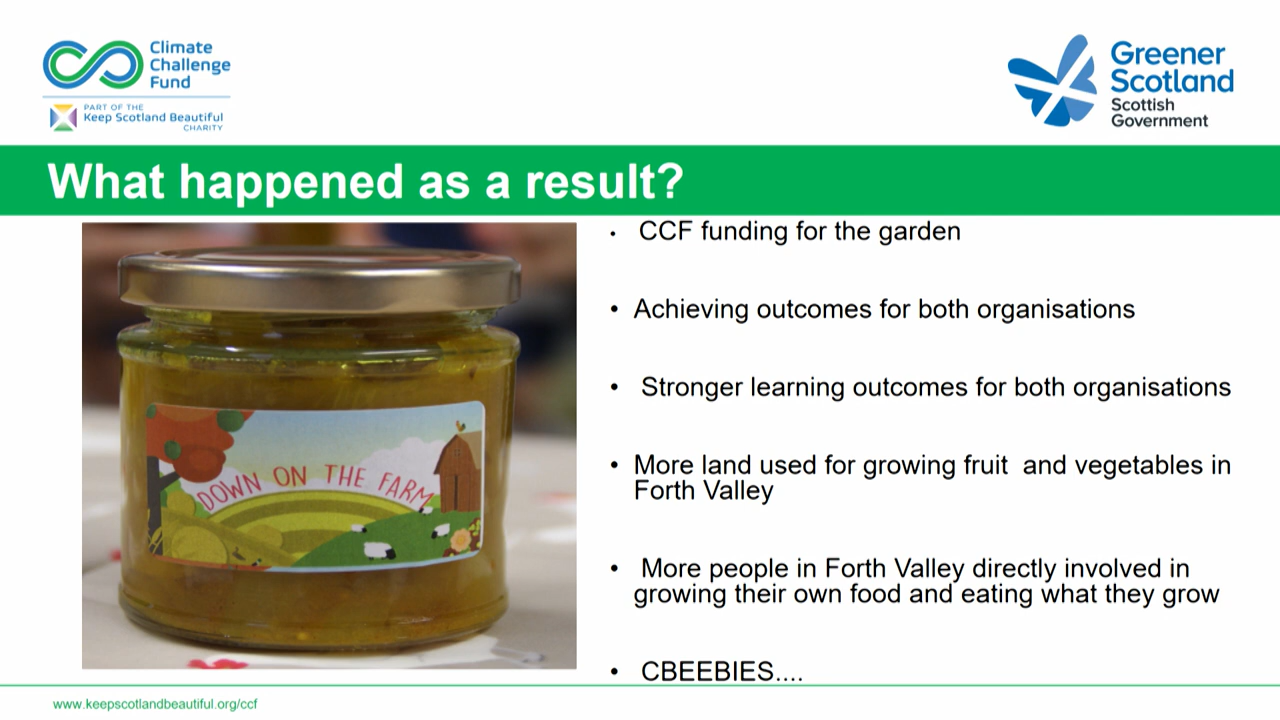 Climate
Challenge
Fund
PART OF THE
Keep Scotland Beautiful
CHARITY
Greener
Scotland
Scottish
Government
What happened as a result?
DOWN ON THE FARM
• CCF funding for the garden
• Achieving outcomes for both organisations
• Stronger learning outcomes for both organisations
• More land used for growing fruit  and vegetables in
Forth Valley
• More people in Forth Valley directly involved in
growing their own food and eating what they grow
• CBEEBIES....
www.keepscotlandbeautiful.org/ccf